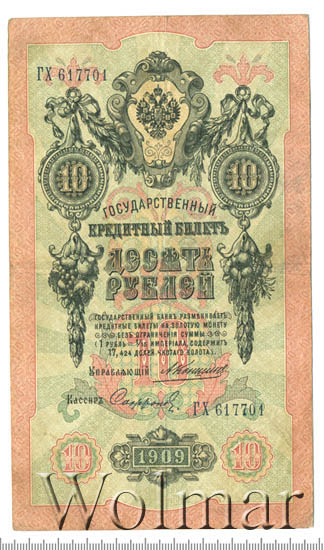 ГХ 617701
10 10
ГОСУДАРСТВЕННЫЙ
КРЕДИТНЫЙ БИЛЕТЪ
ДЕСЯТЬ
РУБЛЕЙ
ГОСУДАРСТВЕННЫЙ БАНКЪ РАЗМѢНИВАЕТЪ
КРЕДИТНЫЕ БИЛЕТЫ НА ЗОЛОТУЮ МОНЕТУ
БЕЗЪ ОГРАНИЧЕНІЯ СУММЫ
(1 РУБЛЬ = 1/15 ИМПЕРІАЛА, СОДЕРЖИТЪ
17,424 ДОЛЕЙ ЧИСТАГО ЗОЛОТА).
УПРАВЛЯЮЩІЙ
КАССИРЪ
ГХ 617701
10 1909 10
Wolmar